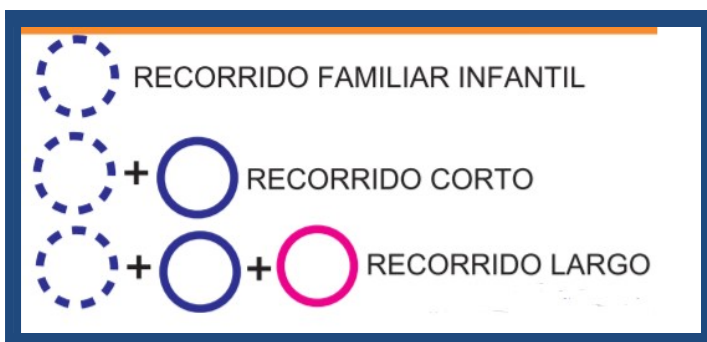 RECORRIDO FAMILIAR INFANTIL
+ RECORRIDO CORTO
+ + RECORRIDO LARGO